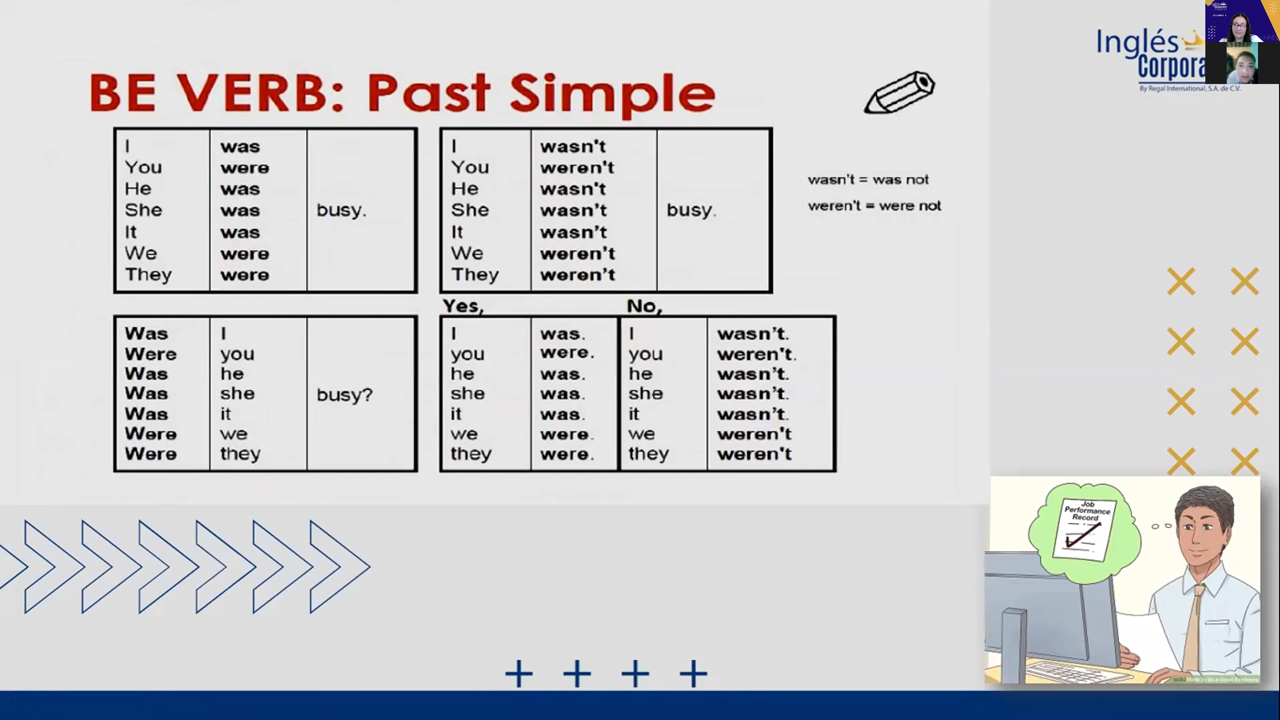 BE VERB: Past Simple
Inglés
Corpora
By Regal International, S.A. de C.V.
I was
You were
He was
She was busy.
It was
We were
They were
I wasn't
You weren't
He wasn't
She wasn't busy.
It wasn't
We weren't
They weren't
wasn't = was not
weren't = were not
Was I
Were you
Was he
Was she busy?
Was it
Were we
Were they
Yes, No,
I was. I wasn't.
you were. you weren't.
he was. he wasn't.
she was. she wasn't.
it was. it wasn't.
we were. we weren't
they were. they weren't
Job
Performance
Record